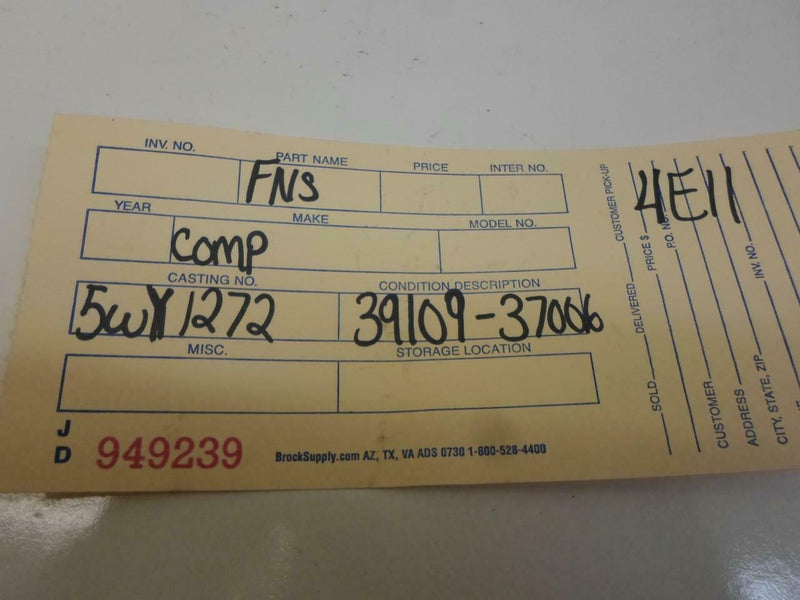 INV. NO. PART NAME PRICE INTER NO.
FNS
YEAR MAKE MODEL NO.
COMP
CASTING NO. CONDITION DESCRIPTION
5WY1272 39109-37006
MISC. STORAGE LOCATION
J
D 949239 BrockSupply.com AZ, TX, VA ADS 0730 1-800-528-4400
4E11
SOLD DELIVERED CUSTOMER PICK-UP
PRICE $
P.O. NO.
CUSTOMER
ADDRESS
CITY, STATE, ZIP INV. NO.